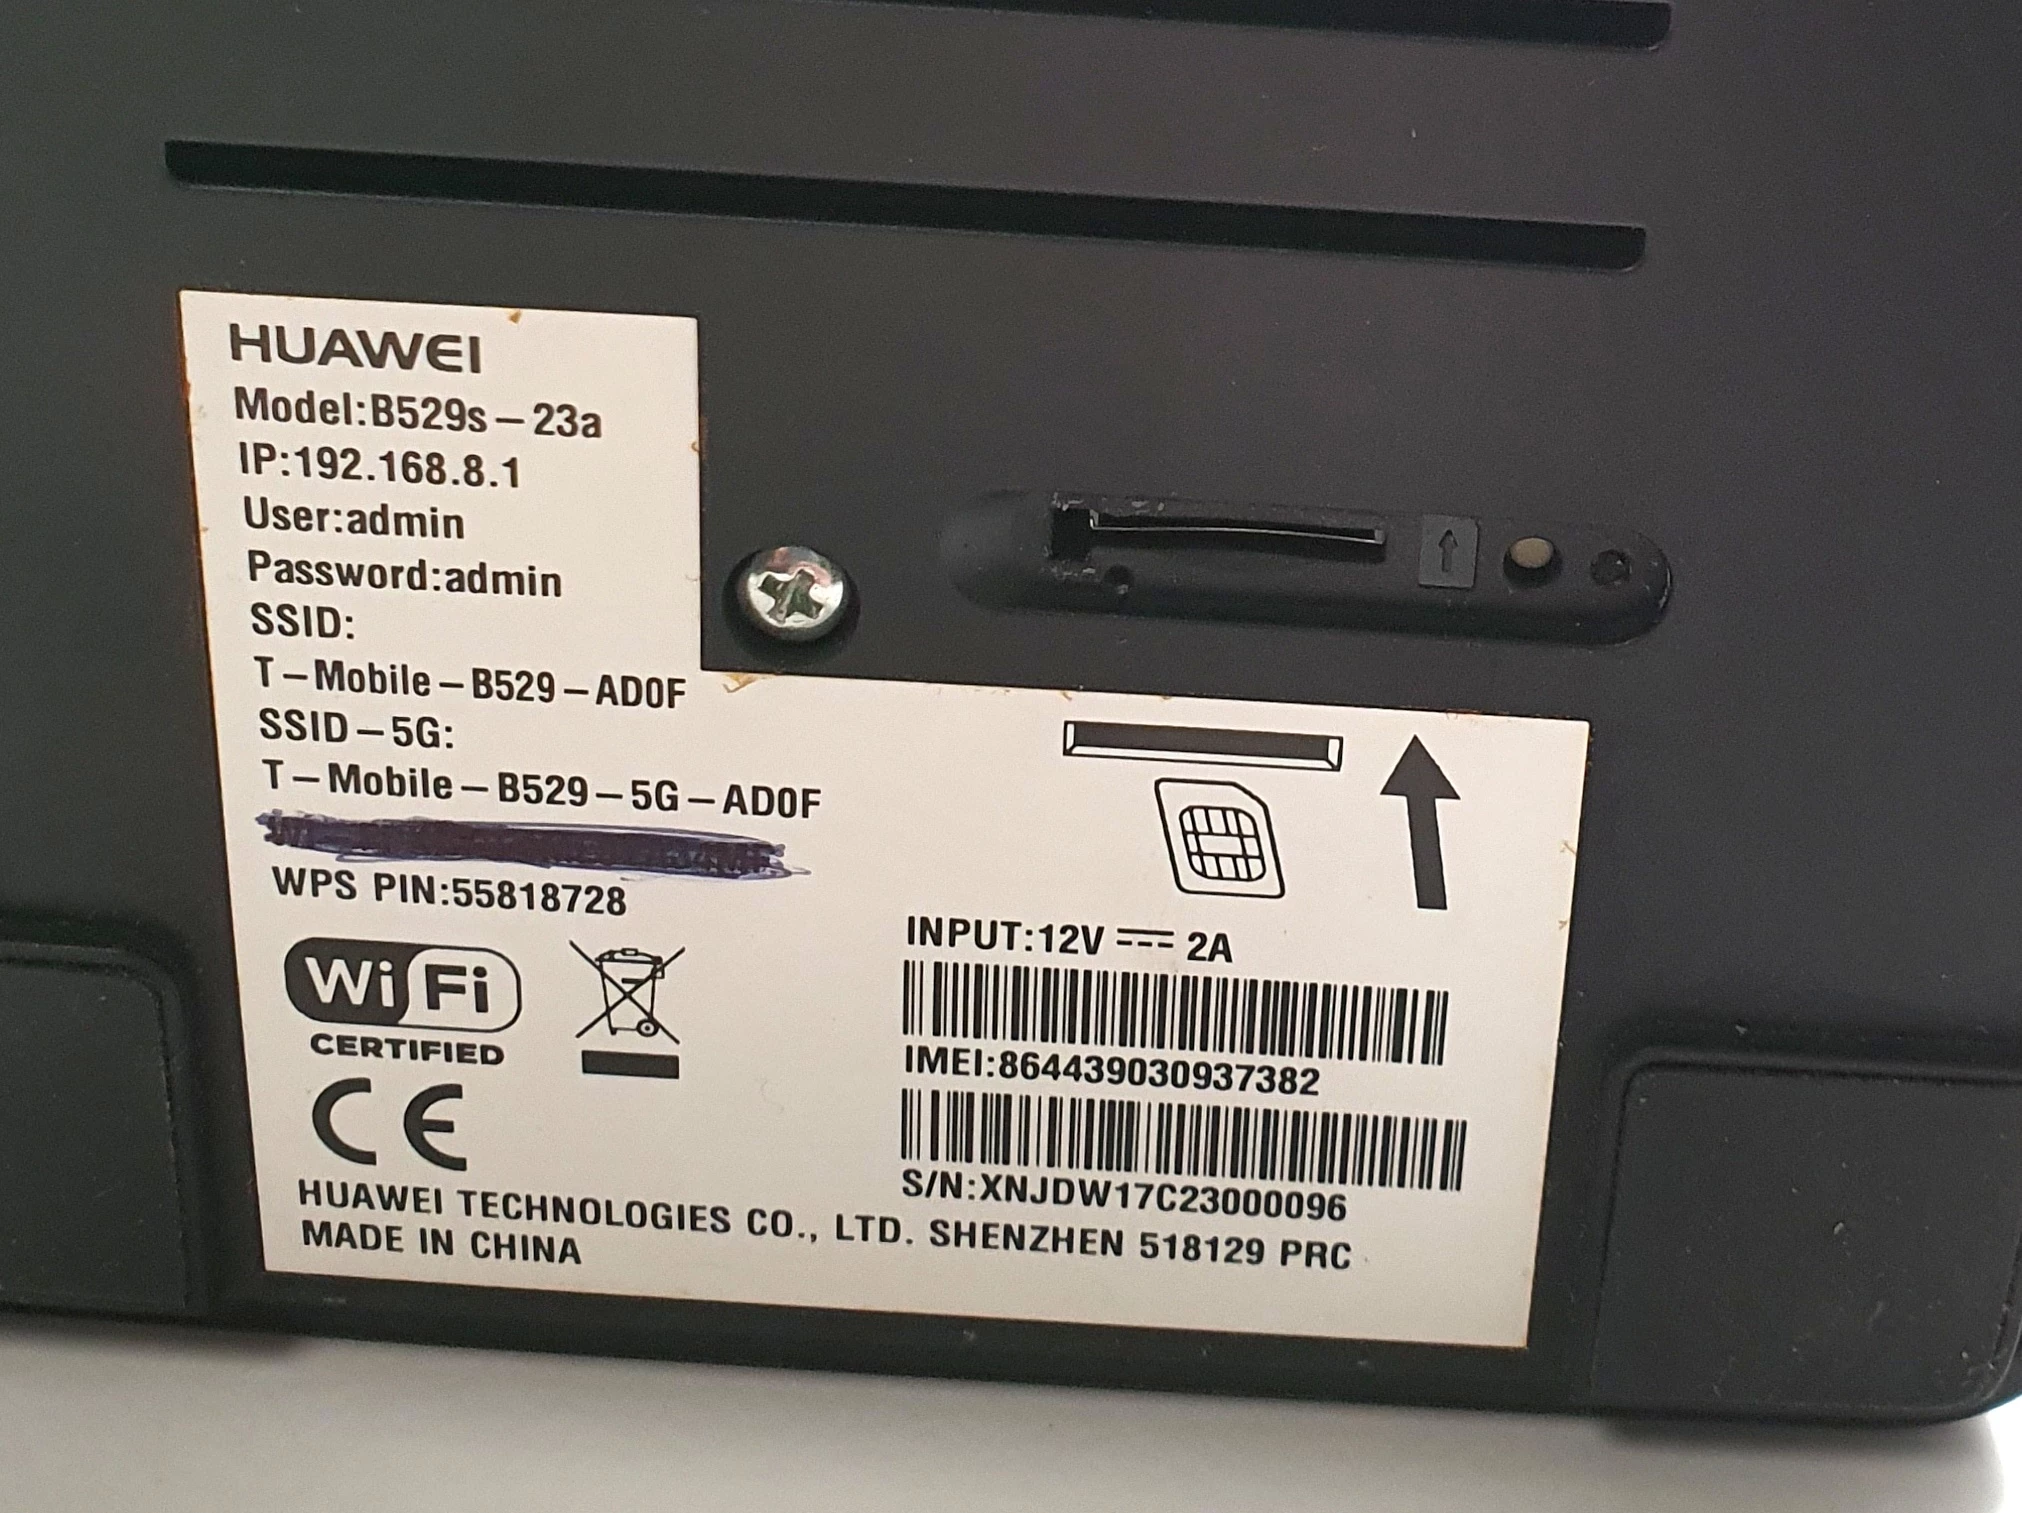 HUAWEI
Model:B529s-23a
IP:192.168.8.1
User:admin
Password:admin
SSID:
T-Mobile-B529-AD0F
SSID-5G:
T-Mobile-B529-5G-AD0F
WPS PIN:55818728
WiFi
CERTIFIED
CE
INPUT:12V ⎓ 2A
IMEI:864439030937382
S/N:XNJDW17C23000096
HUAWEI TECHNOLOGIES CO., LTD. SHENZHEN 518129 PRC
MADE IN CHINA